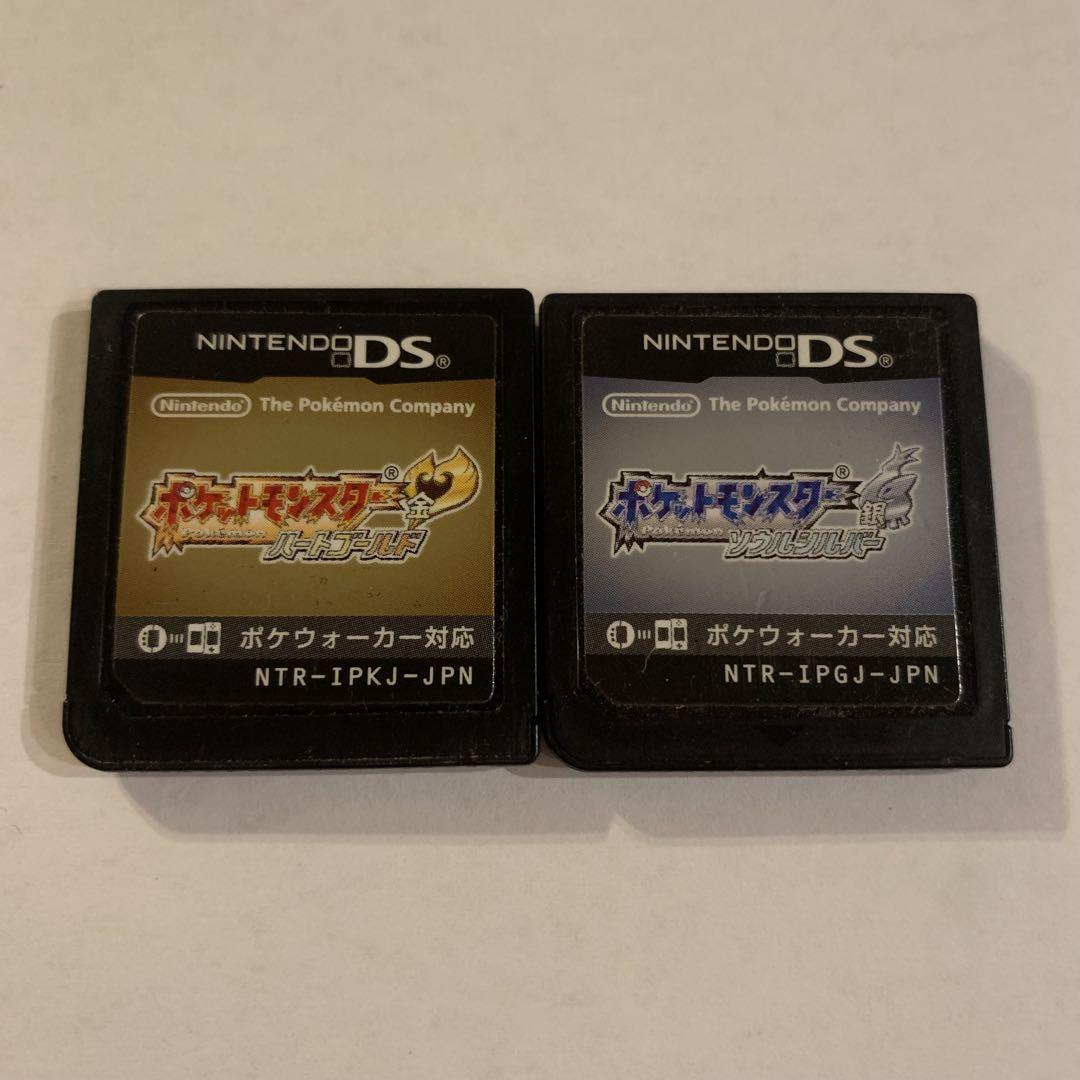 NINTENDO DS®
Nintendo® The Pokémon Company
ポケットモンスター®
Pokémon
金
ハートゴールド
ポケウォーカー対応
NTR-IPKJ-JPN
NINTENDO DS®
Nintendo® The Pokémon Company
ポケットモンスター®
Pokémon
銀
ソウルシルバー
ポケウォーカー対応
NTR-IPGJ-JPN